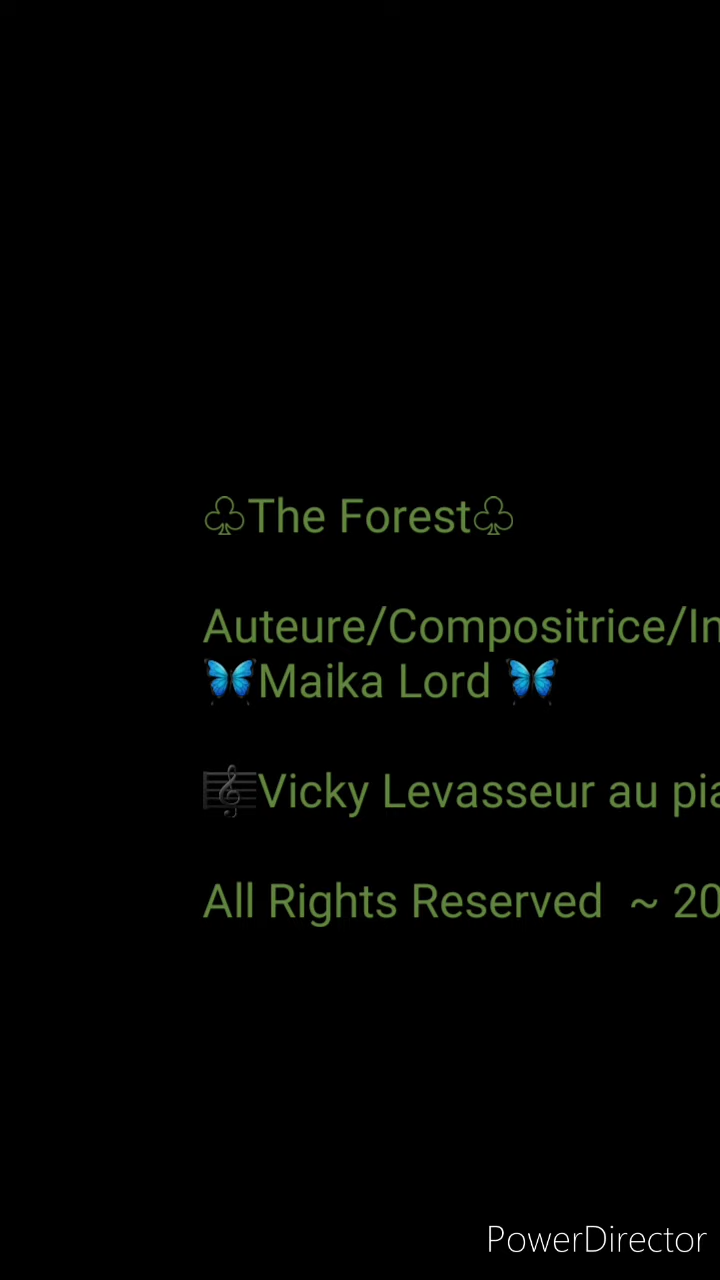 ♧The Forest♧
Auteure/Compositrice/In
🦋Maika Lord 🦋
🎼Vicky Levasseur au pia
All Rights Reserved ~ 20
PowerDirector